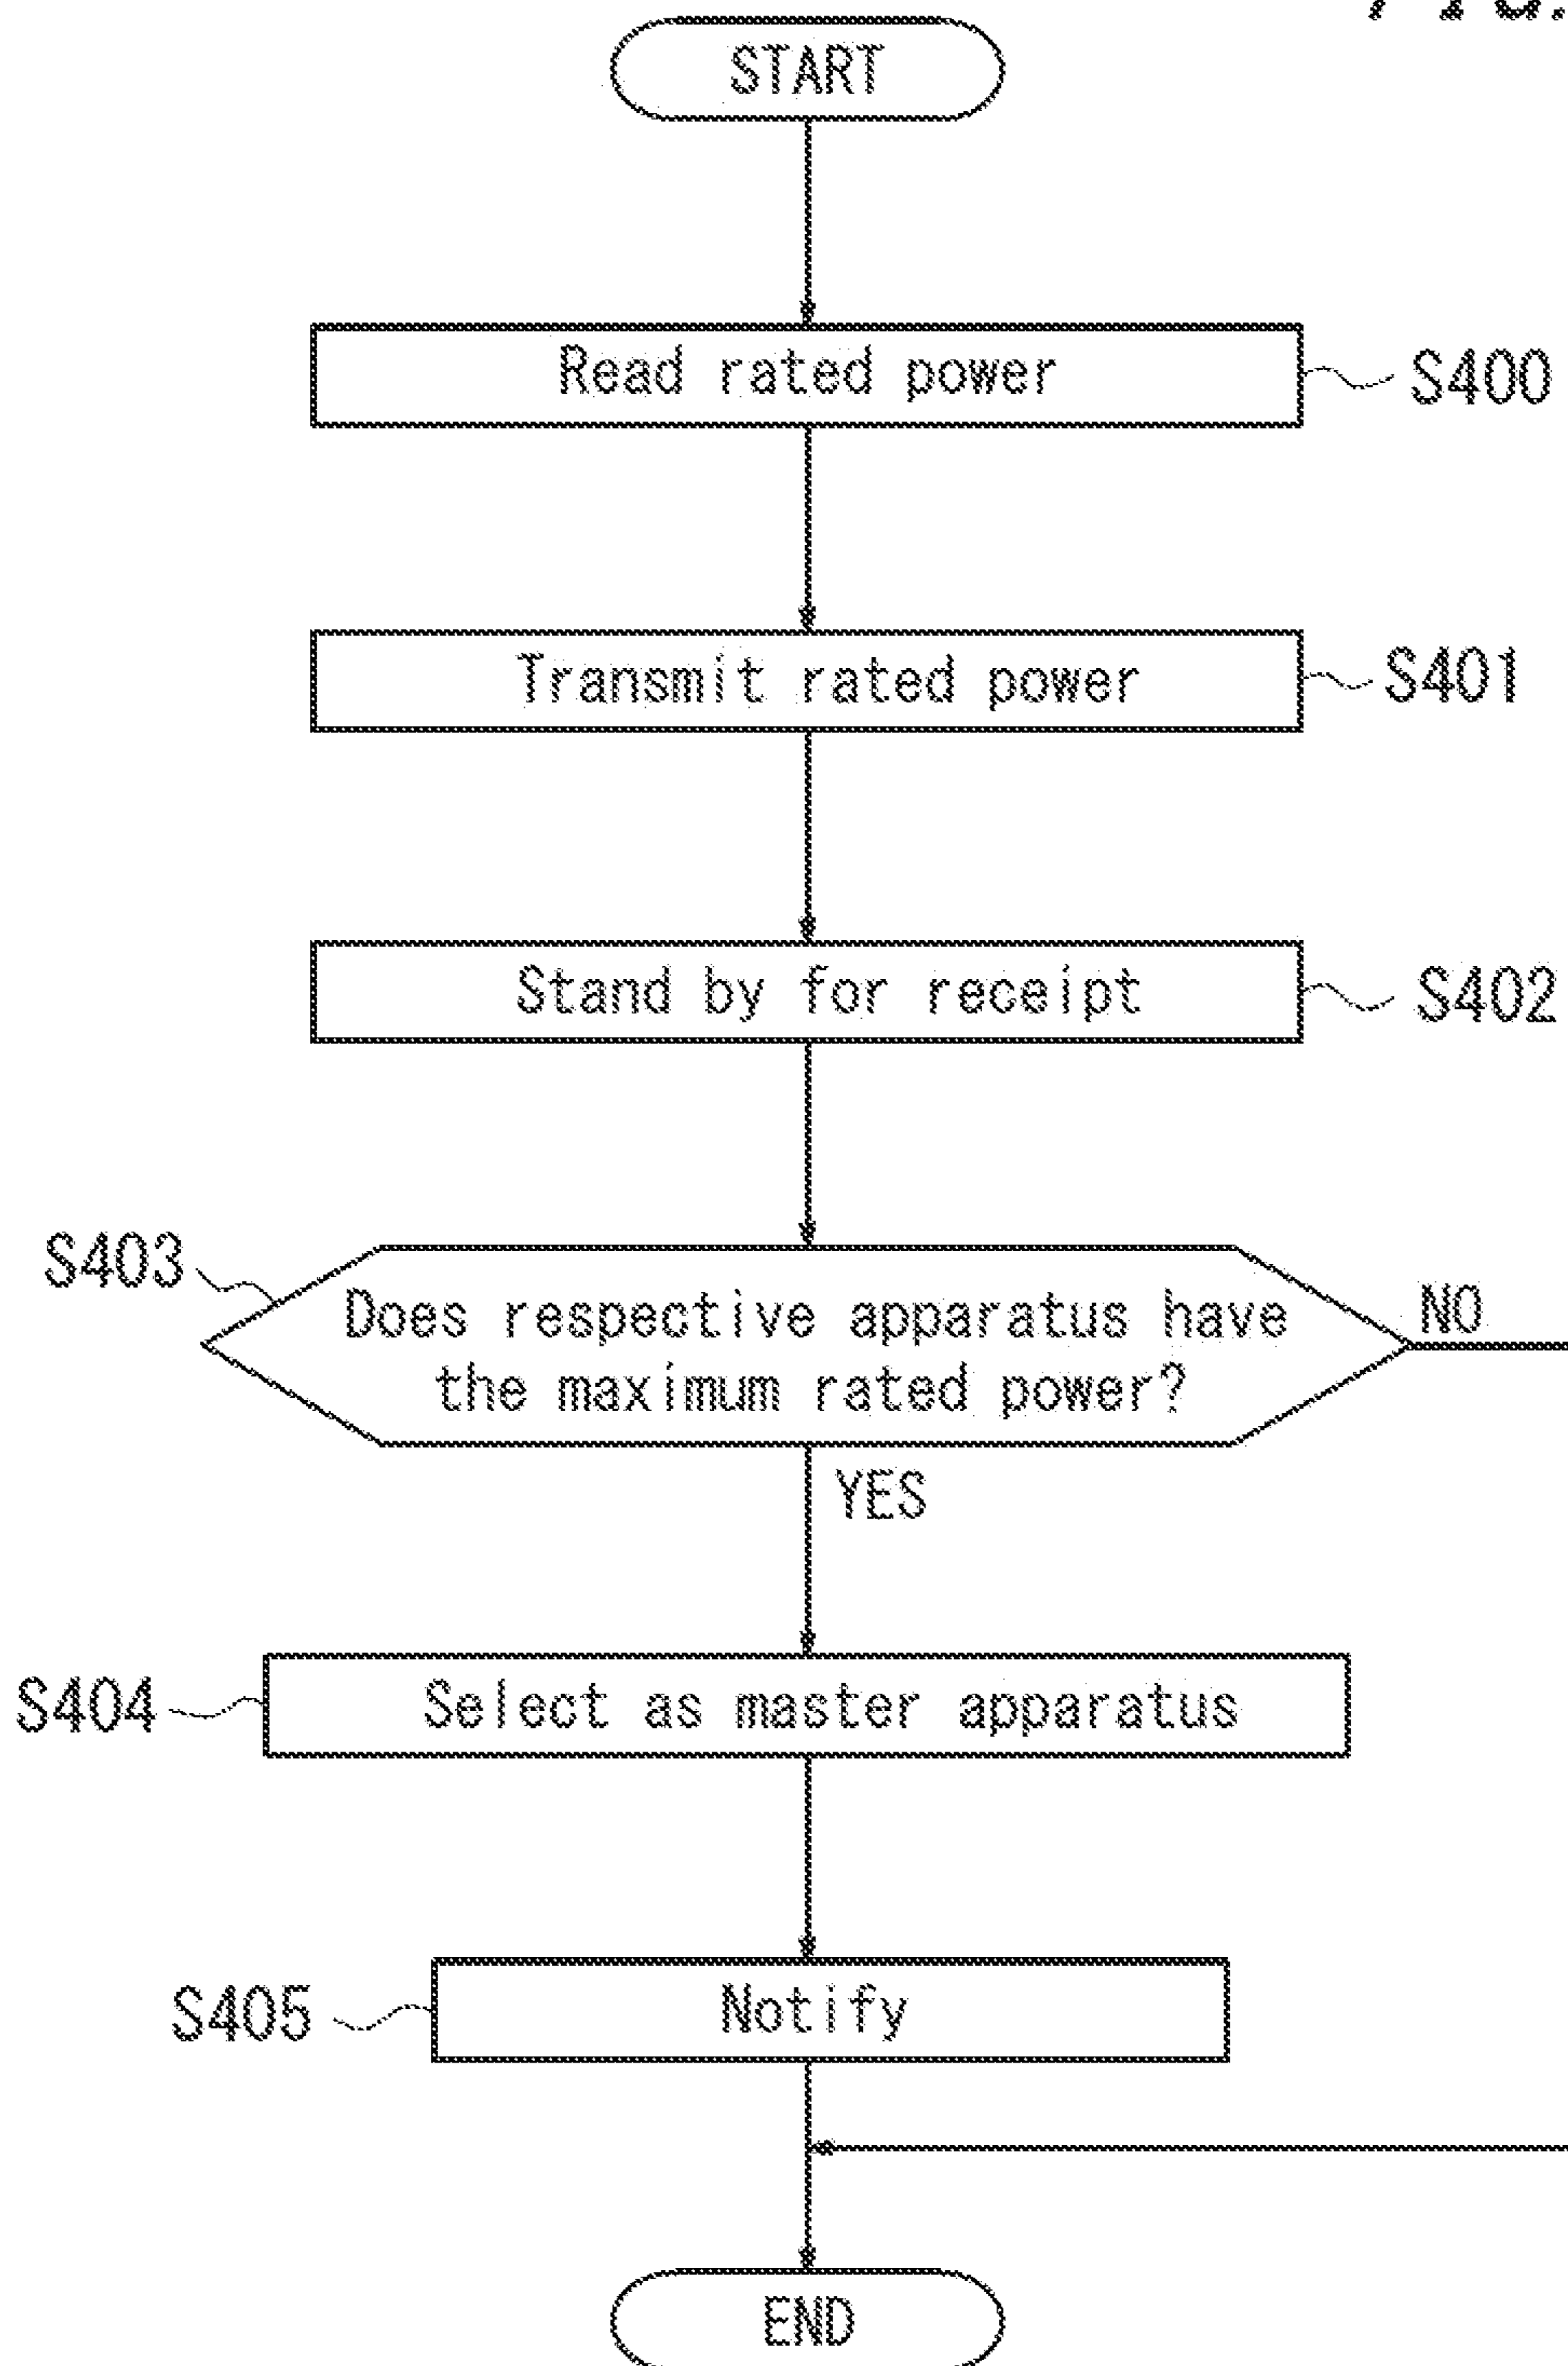 FIG.
START
Read rated power
S400
Transmit rated power
S401
Stand by for receipt
S402
S403
Does respective apparatus have
the maximum rated power?
NO
YES
S404
Select as master apparatus
S405
Notify
END